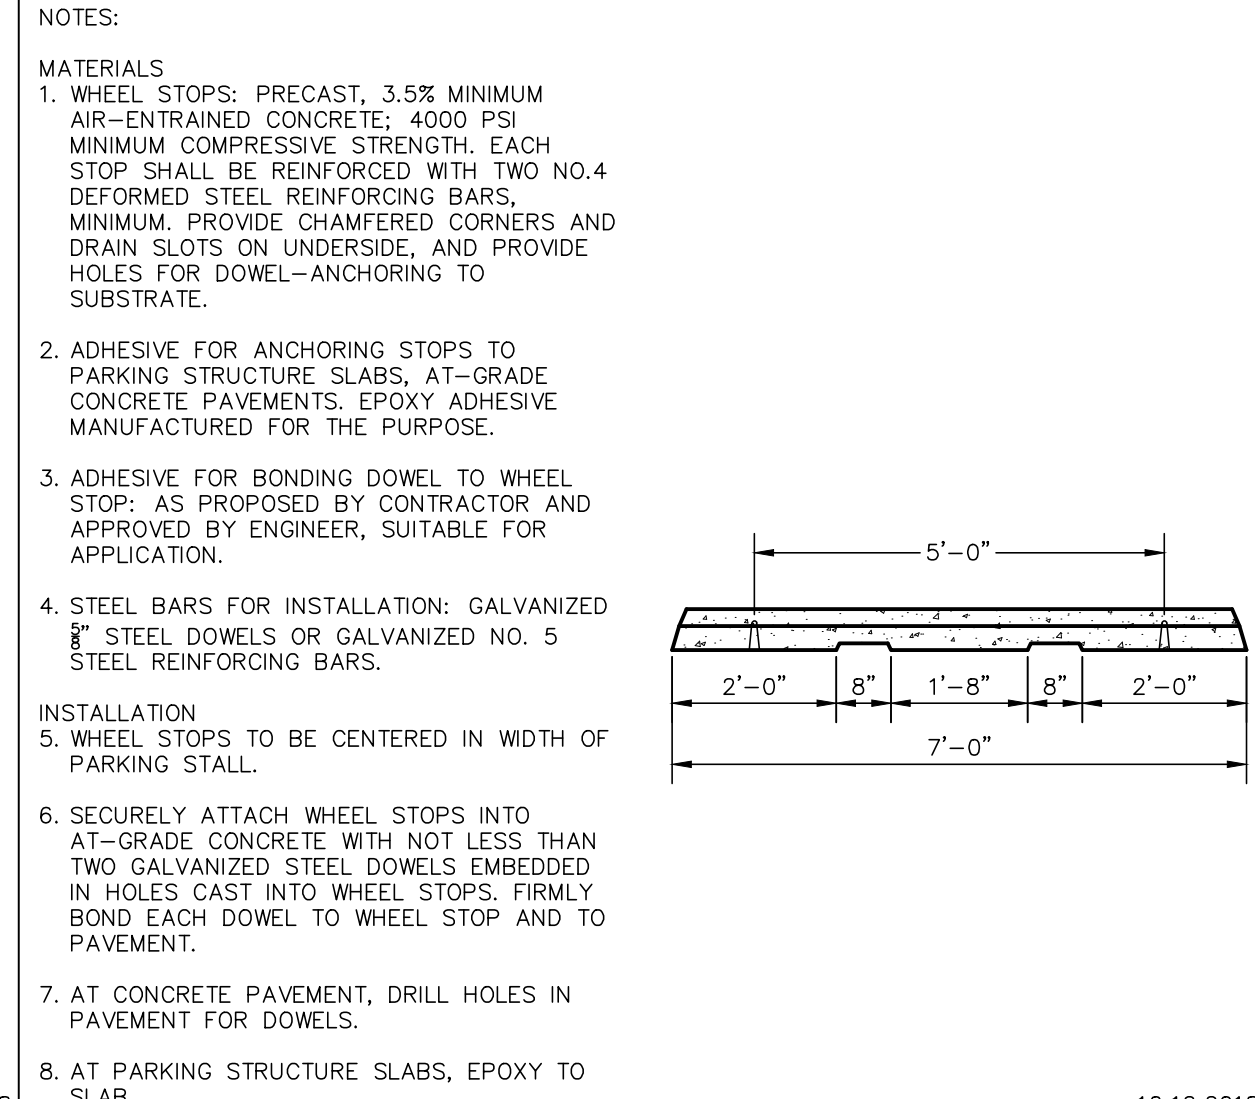 NOTES:
MATERIALS
1. WHEEL STOPS: PRECAST, 3.5% MINIMUM
AIR-ENTRAINED CONCRETE; 4000 PSI
MINIMUM COMPRESSIVE STRENGTH. EACH
STOP SHALL BE REINFORCED WITH TWO NO.4
DEFORMED STEEL REINFORCING BARS,
MINIMUM. PROVIDE CHAMFERED CORNERS AND
DRAIN SLOTS ON UNDERSIDE, AND PROVIDE
HOLES FOR DOWEL-ANCHORING TO
SUBSTRATE.
2. ADHESIVE FOR ANCHORING STOPS TO
PARKING STRUCTURE SLABS, AT-GRADE
CONCRETE PAVEMENTS. EPOXY ADHESIVE
MANUFACTURED FOR THE PURPOSE.
3. ADHESIVE FOR BONDING DOWEL TO WHEEL
STOP: AS PROPOSED BY CONTRACTOR AND
APPROVED BY ENGINEER, SUITABLE FOR
APPLICATION.
4. STEEL BARS FOR INSTALLATION: GALVANIZED
5/8" STEEL DOWELS OR GALVANIZED NO. 5
STEEL REINFORCING BARS.
INSTALLATION
5. WHEEL STOPS TO BE CENTERED IN WIDTH OF
PARKING STALL.
6. SECURELY ATTACH WHEEL STOPS INTO
AT-GRADE CONCRETE WITH NOT LESS THAN
TWO GALVANIZED STEEL DOWELS EMBEDDED
IN HOLES CAST INTO WHEEL STOPS. FIRMLY
BOND EACH DOWEL TO WHEEL STOP AND TO
PAVEMENT.
7. AT CONCRETE PAVEMENT, DRILL HOLES IN
PAVEMENT FOR DOWELS.
8. AT PARKING STRUCTURE SLABS, EPOXY TO
SLAB
5'-0"
2'-0" 8" 1'-8" 8" 2'-0"
7'-0"